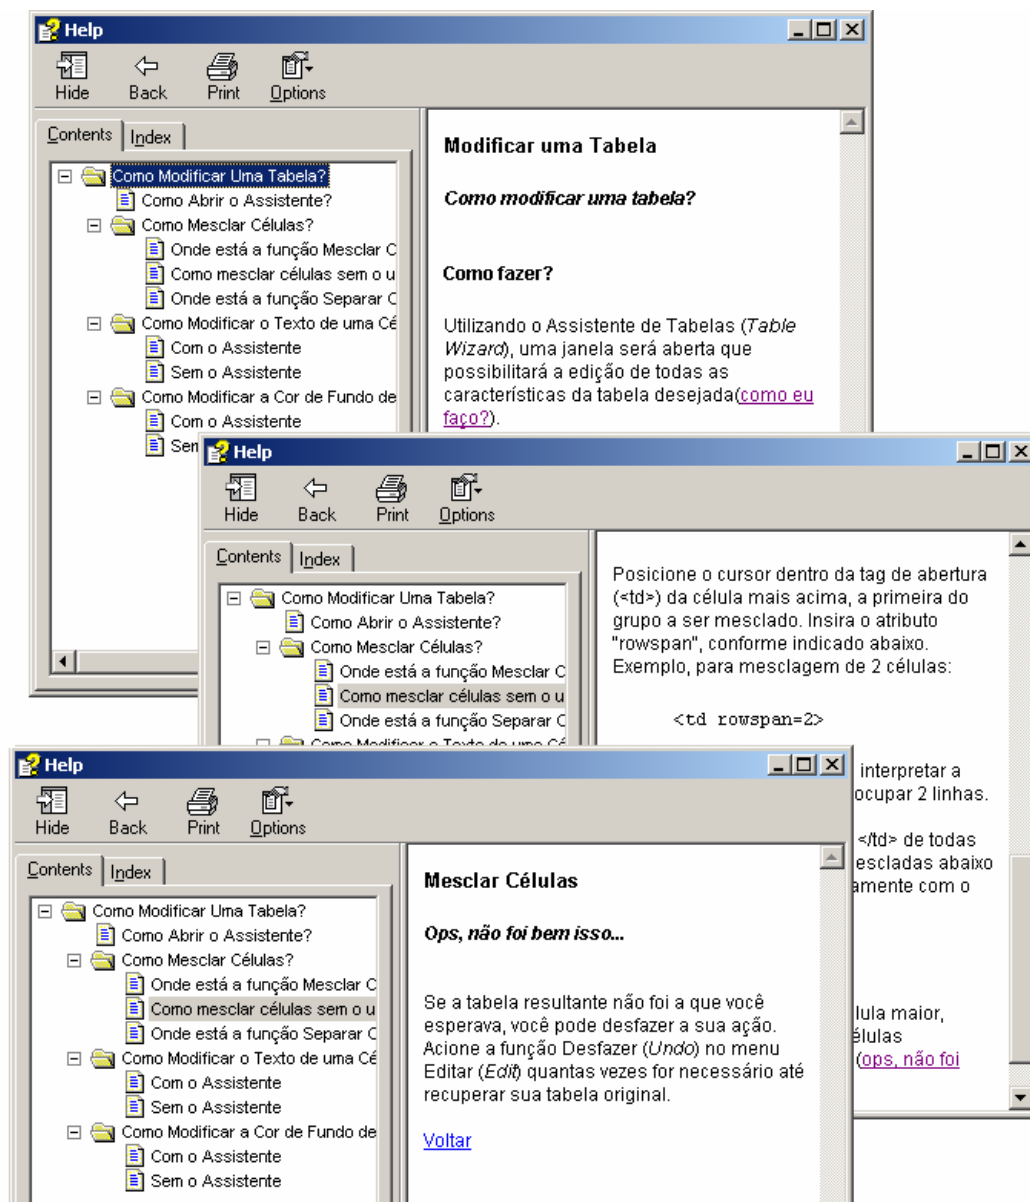 Help
Hide Back Print Options
Contents Index
Como Modificar Uma Tabela?
Como Abrir o Assistente?
Como Mesclar Células?
Onde está a função Mesclar C
Como mesclar células sem o u
Onde está a função Separar C
Como Modificar o Texto de uma Cé
Com o Assistente
Sem o Assistente
Como Modificar a Cor de Fundo de
Com o Assistente
Sem
Modificar uma Tabela
Como modificar uma tabela?
Como fazer?
Utilizando o Assistente de Tabelas (Table
Wizard), uma janela será aberta que
possibilitará a edição de todas as
características da tabela desejada(como eu
faço?).
Help
Hide Back Print Options
Contents Index
Como Modificar Uma Tabela?
Como Abrir o Assistente?
Como Mesclar Células?
Onde está a função Mesclar C
Como mesclar células sem o u
Onde está a função Separar C
Como Modificar o Texto de uma Cé
Posicione o cursor dentro da tag de abertura
(<td>) da célula mais acima, a primeira do
grupo a ser mesclado. Insira o atributo
"rowspan", conforme indicado abaixo.
Exemplo, para mesclagem de 2 células:
<td rowspan=2>
interpretar a
ocupar 2 linhas.
</td> de todas
escladas abaixo
amente com o
lula maior,
élulas
(ops, não foi
Help
Hide Back Print Options
Contents Index
Como Modificar Uma Tabela?
Como Abrir o Assistente?
Como Mesclar Células?
Onde está a função Mesclar C
Como mesclar células sem o u
Onde está a função Separar C
Como Modificar o Texto de uma Cé
Com o Assistente
Sem o Assistente
Como Modificar a Cor de Fundo de
Com o Assistente
Sem o Assistente
Mesclar Células
Ops, não foi bem isso...
Se a tabela resultante não foi a que você
esperava, você pode desfazer a sua ação.
Acione a função Desfazer (Undo) no menu
Editar (Edit) quantas vezes for necessário até
recuperar sua tabela original.
Voltar